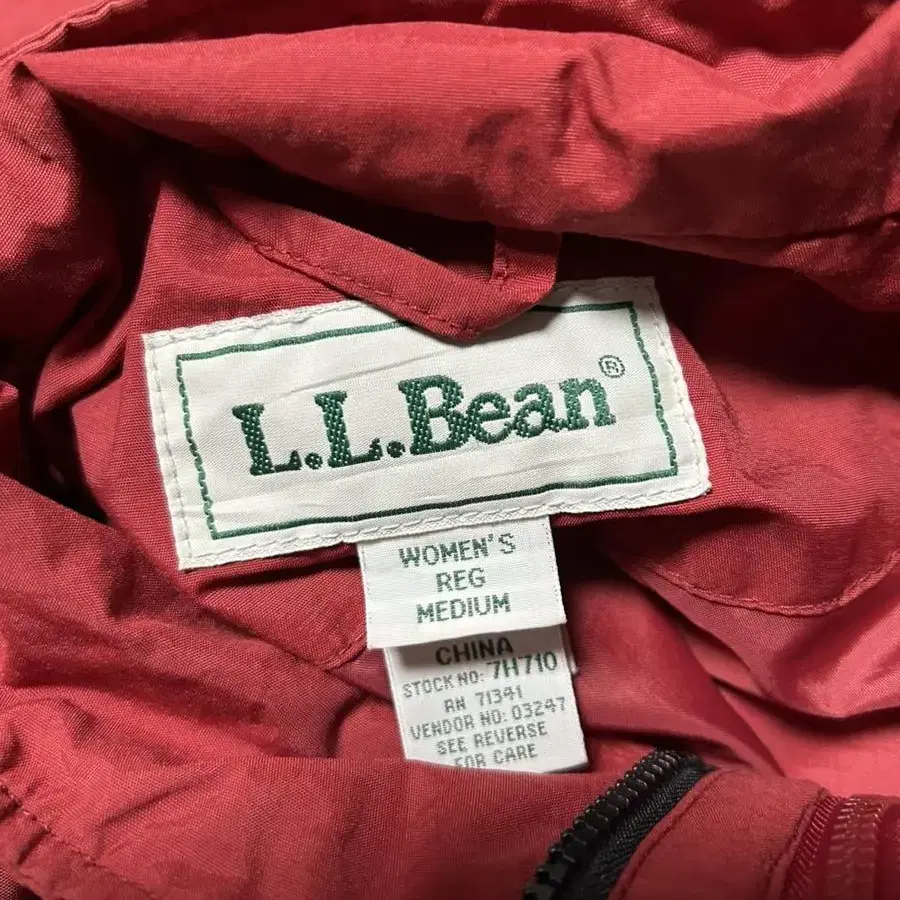 L.L.Bean®
WOMEN'S
REG
MEDIUM
CHINA
STOCK NO: 7H710
RN 71341
VENDOR NO: 03247
SEE REVERSE
FOR CARE